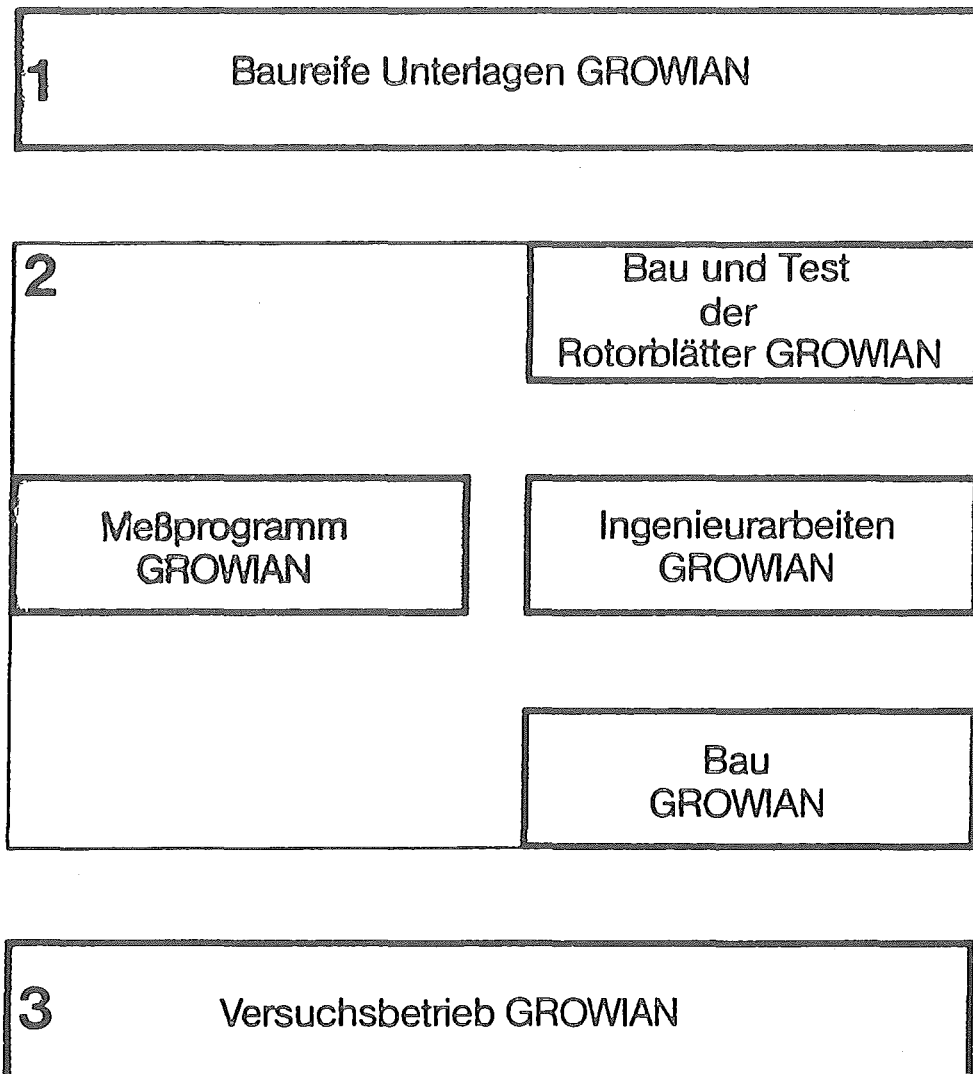 1
Baureife Unterlagen GROWIAN
2
Bau und Test
der
Rotorblätter GROWIAN
Meßprogramm
GROWIAN
Ingenieurarbeiten
GROWIAN
Bau
GROWIAN
3
Versuchsbetrieb GROWIAN